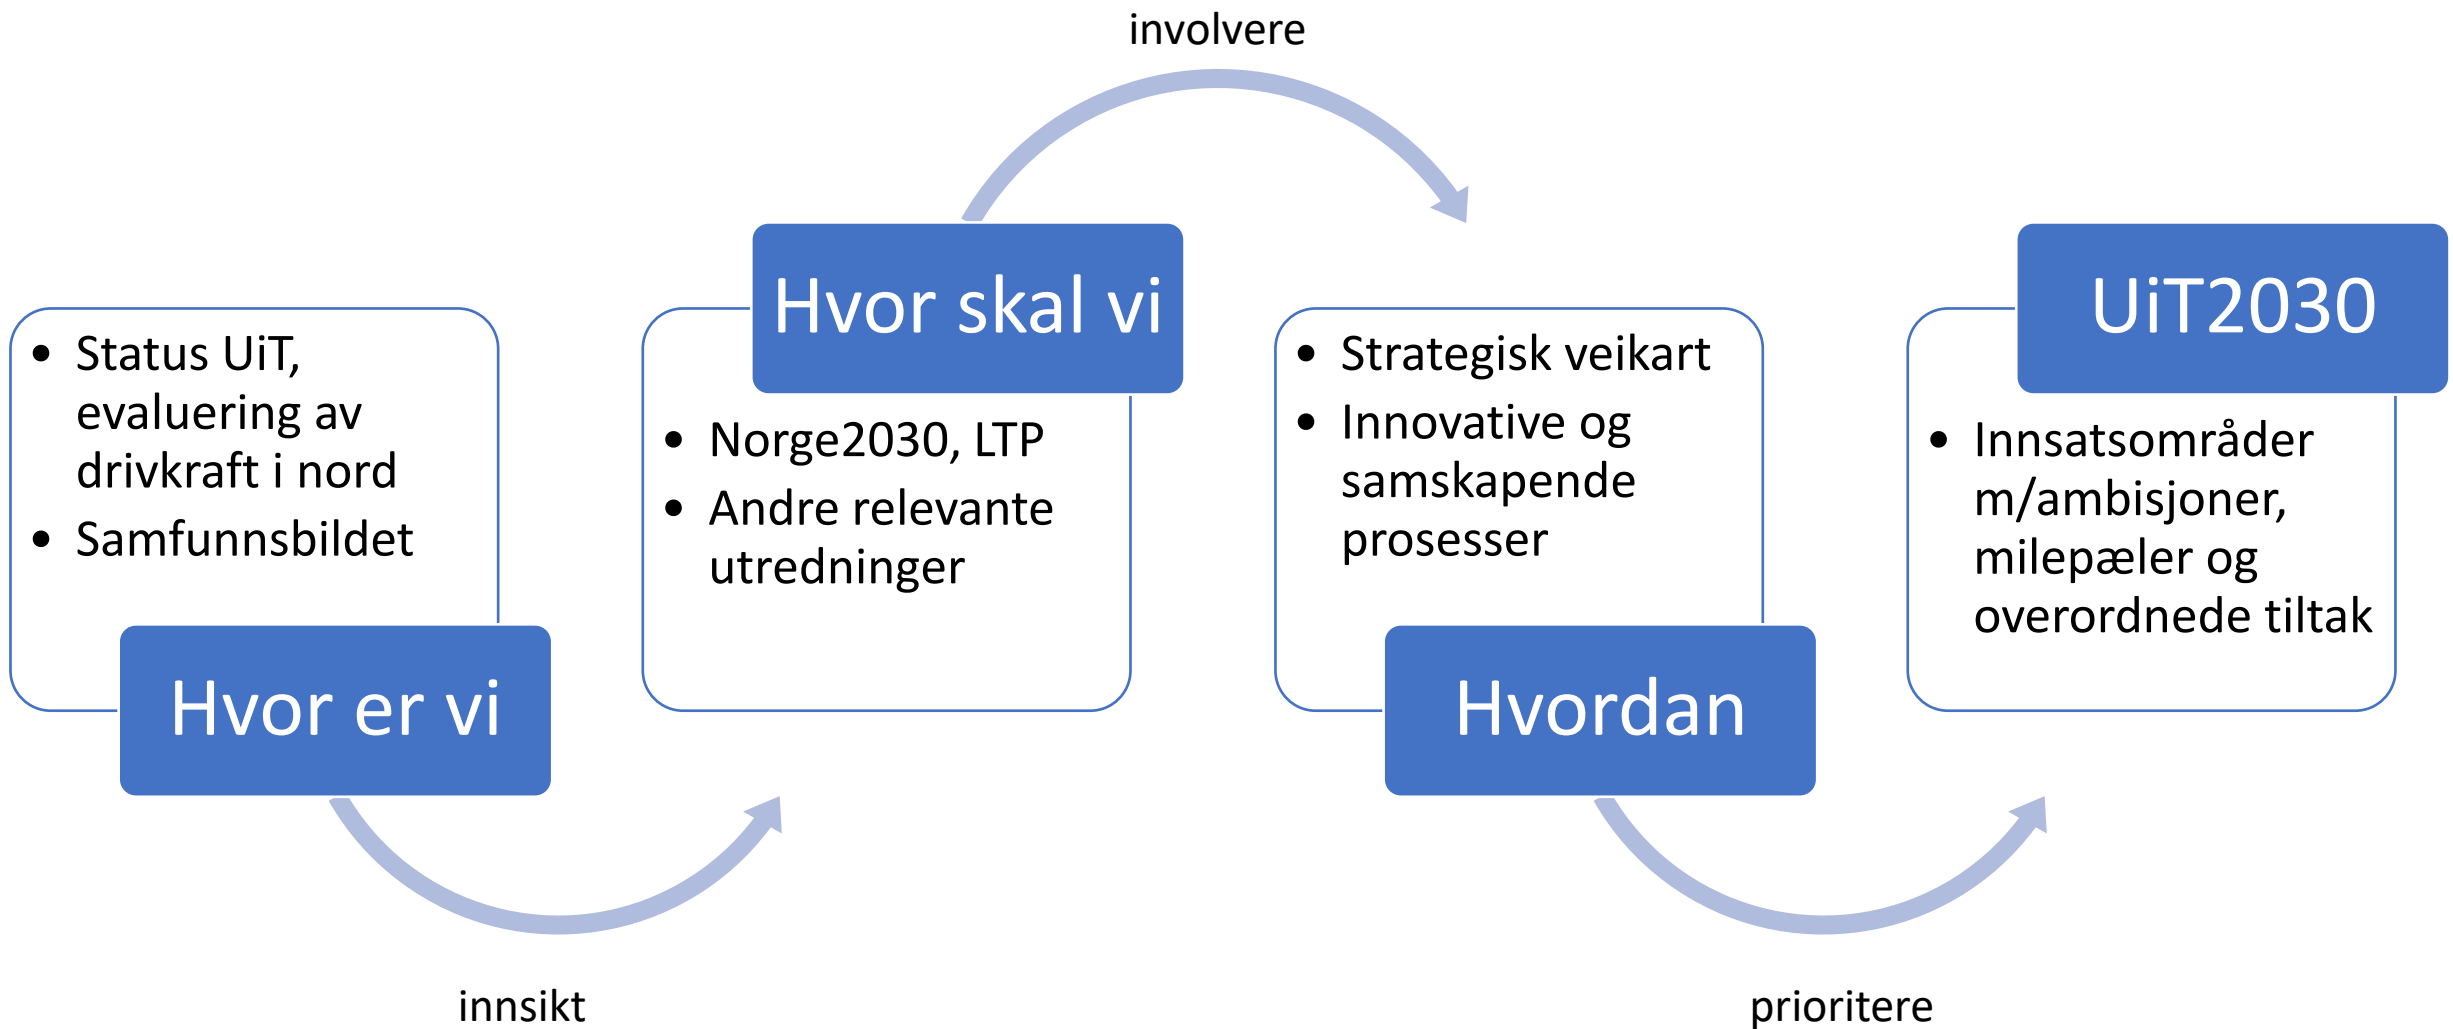 involvere
• Status UiT,
evaluering av
drivkraft i nord
• Samfunnsbildet
Hvor er vi
innsikt
Hvor skal vi
• Norge2030, LTP
• Andre relevante
utredninger
• Strategisk veikart
• Innovative og
samskapende
prosesser
Hvordan
prioritere
UiT2030
• Innsatsområder
m/ambisjoner,
milepæler og
overordnede tiltak